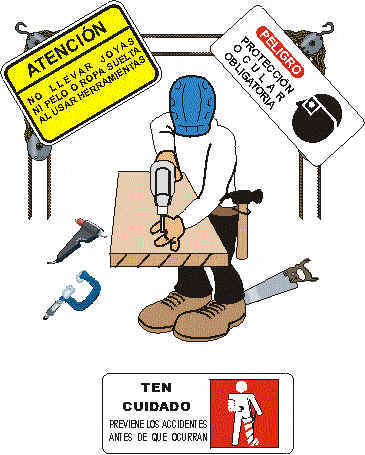 ATENCIÓN
NO LLEVAR JOYAS
NI PELO O ROPA SUELTA
AL USAR HERRAMIENTAS
PELIGRO
PROTECCIÓN
OCULAR
OBLIGATORIA
TEN
CUIDADO
PREVIENE LOS ACCIDENTES
ANTES DE QUE OCURRAN